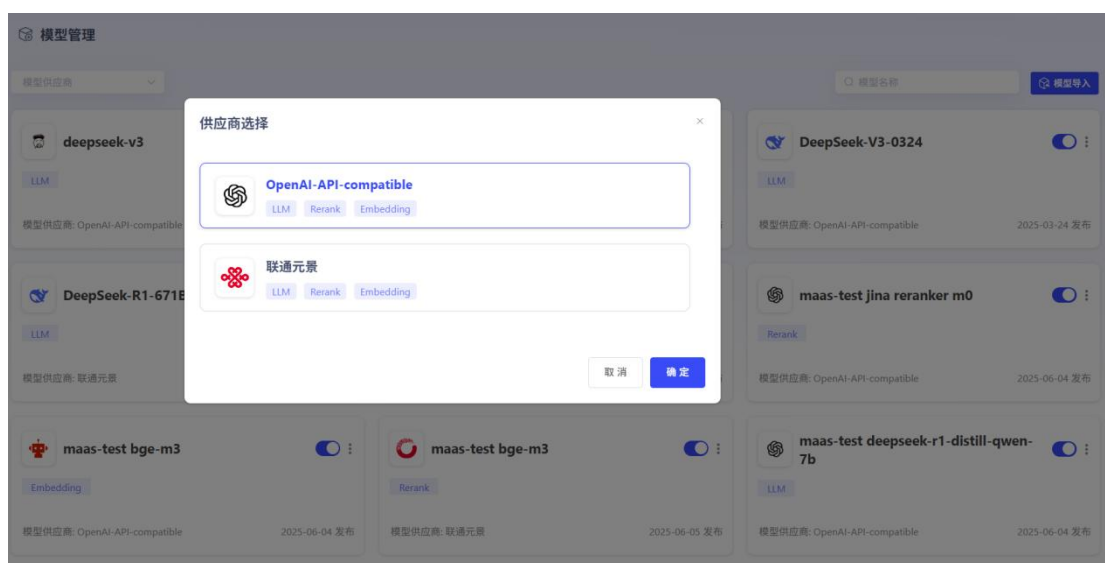 模型管理
模型供应商
模型名称
模型导入
供应商选择
OpenAI-API-compatible
LLM Rerank Embedding
联通元景
LLM Rerank Embedding
取消 确定
deepseek-v3
LLM
模型供应商: OpenAI-API-compatible
DeepSeek-V3-0324
LLM
模型供应商: OpenAI-API-compatible
2025-03-24 发布
DeepSeek-R1-671B
LLM
模型供应商: 联通元景
maas-test jina reranker m0
Rerank
模型供应商: OpenAI-API-compatible
2025-06-04 发布
maas-test bge-m3
Embedding
模型供应商: OpenAI-API-compatible
2025-06-04 发布
maas-test bge-m3
Rerank
模型供应商: 联通元景
2025-06-05 发布
maas-test deepseek-r1-distill-qwen-
7b
LLM
模型供应商: OpenAI-API-compatible
2025-06-04 发布